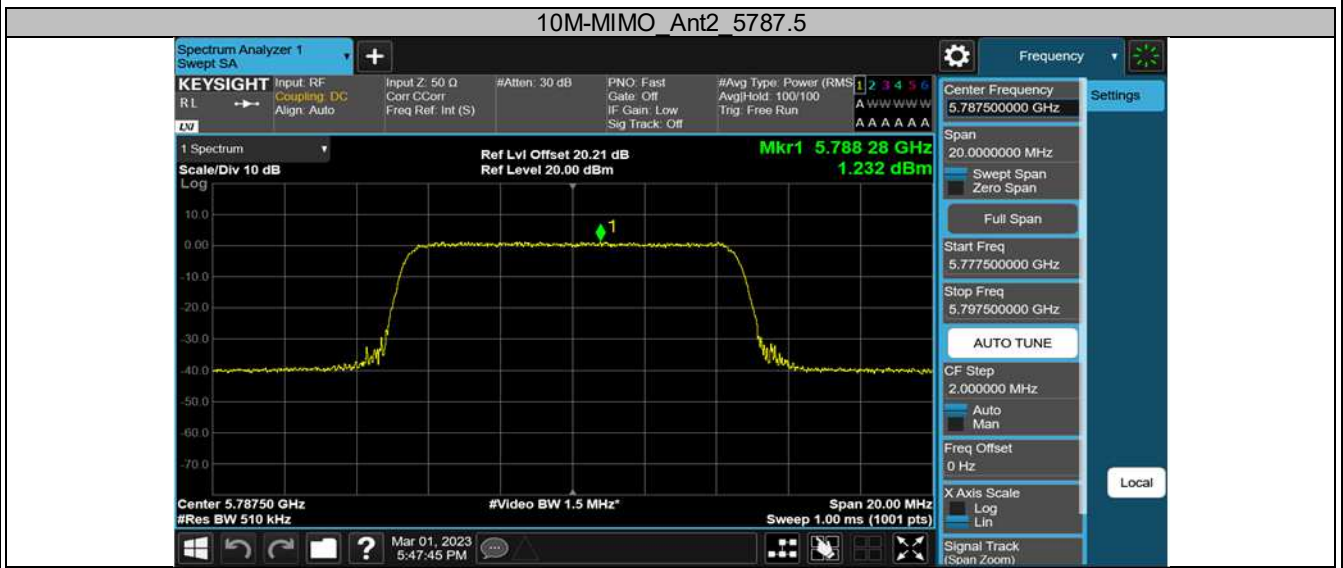 10M-MIMO_Ant2_5787.5
Spectrum Analyzer 1
Swept SA
+
Frequency
KEYSIGHT
R L
LXI
Input: RF
Coupling: DC
Align: Auto
Input Z: 50 Ω
Corr CCorr
Freq Ref: Int (S)
#Atten: 30 dB
PNO: Fast
Gate: Off
IF Gain: Low
Sig Track: Off
#Avg Type: Power (RMS
Avg|Hold: 100/100
Trig: Free Run
1 2 3 4 5 6
A W W W W W
A A A A A A
1 Spectrum
Scale/Div 10 dB
Log
Ref Lvl Offset 20.21 dB
Ref Level 20.00 dBm
Mkr1 5.788 28 GHz
1.232 dBm
1
10.0
0.00
-10.0
-20.0
-30.0
-40.0
-50.0
-60.0
-70.0
Center 5.78750 GHz
#Res BW 510 kHz
#Video BW 1.5 MHz*
Span 20.00 MHz
Sweep 1.00 ms (1001 pts)
?
Mar 01, 2023
5:47:45 PM
Center Frequency
5.787500000 GHz
Settings
Span
20.0000000 MHz
Swept Span
Zero Span
Full Span
Start Freq
5.777500000 GHz
Stop Freq
5.797500000 GHz
AUTO TUNE
CF Step
2.000000 MHz
Auto
Man
Freq Offset
0 Hz
X Axis Scale
Log
Lin
Local
Signal Track
(Span Zoom)